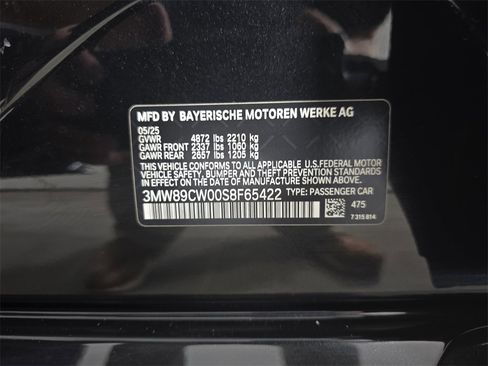 MFD BY BAYERISCHE MOTOREN WERKE AG
05/25
GVWR 4872 lbs 2210 kg
GAWR FRONT 2337 lbs 1060 kg
GAWR REAR 2657 lbs 1205 kg
THIS VEHICLE CONFORMS TO ALL APPLICABLE U.S.FEDERAL MOTOR
VEHICLE SAFETY, BUMPER, AND THEFT PREVENTION STANDARDS
IN EFFECT ON THE DATE OF MANUFACTURE SHOWN ABOVE.
3MW89CW00S8F65422 TYPE: PASSENGER CAR
475
7 315 814